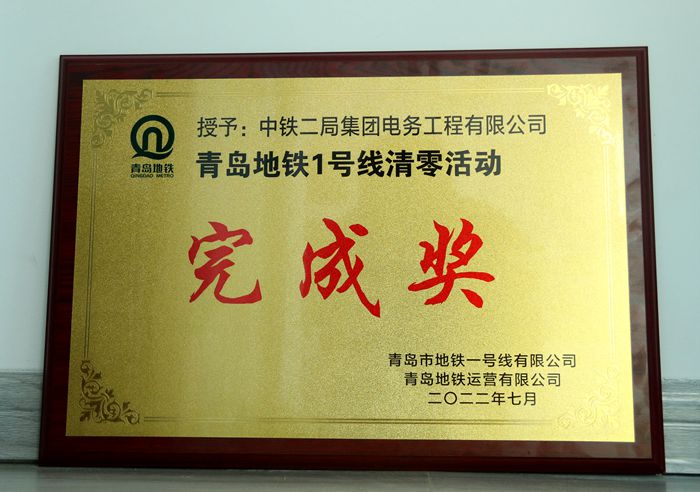 授予：中铁二局集团电务工程有限公司
青岛地铁
QINGDAO METRO
青岛地铁1号线清零活动
完成奖
青岛市地铁一号线有限公司
青岛地铁运营有限公司
二〇二二年七月